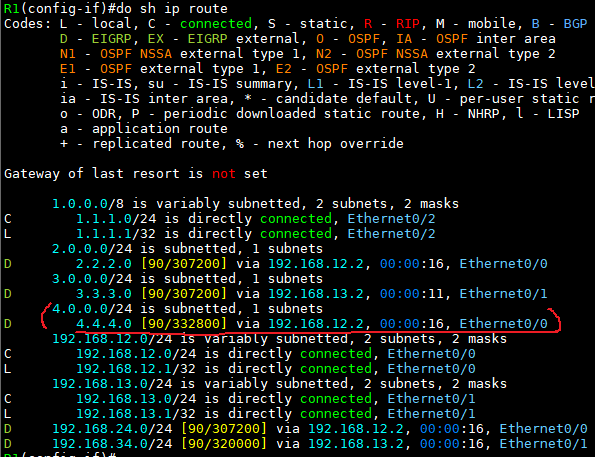 R1(config-if)#do sh ip route
Codes: L - local, C - connected, S - static, R - RIP, M - mobile, B - BGP
       D - EIGRP, EX - EIGRP external, O - OSPF, IA - OSPF inter area
       N1 - OSPF NSSA external type 1, N2 - OSPF NSSA external type 2
       E1 - OSPF external type 1, E2 - OSPF external type 2
       i - IS-IS, su - IS-IS summary, L1 - IS-IS level-1, L2 - IS-IS level
       ia - IS-IS inter area, * - candidate default, U - per-user static r
       o - ODR, P - periodic downloaded static route, H - NHRP, l - LISP
       a - application route
       + - replicated route, % - next hop override
Gateway of last resort is not set
      1.0.0.0/8 is variably subnetted, 2 subnets, 2 masks
C        1.1.1.0/24 is directly connected, Ethernet0/2
L        1.1.1.1/32 is directly connected, Ethernet0/2
      2.0.0.0/24 is subnetted, 1 subnets
D        2.2.2.0 [90/307200] via 192.168.12.2, 00:00:16, Ethernet0/0
      3.0.0.0/24 is subnetted, 1 subnets
D        3.3.3.0 [90/307200] via 192.168.13.2, 00:00:11, Ethernet0/1
      4.0.0.0/24 is subnetted, 1 subnets
D        4.4.4.0 [90/332800] via 192.168.12.2, 00:00:16, Ethernet0/0
      192.168.12.0/24 is variably subnetted, 2 subnets, 2 masks
C        192.168.12.0/24 is directly connected, Ethernet0/0
L        192.168.12.1/32 is directly connected, Ethernet0/0
      192.168.13.0/24 is variably subnetted, 2 subnets, 2 masks
C        192.168.13.0/24 is directly connected, Ethernet0/1
L        192.168.13.1/32 is directly connected, Ethernet0/1
D     192.168.24.0/24 [90/307200] via 192.168.12.2, 00:00:16, Ethernet0/0
D     192.168.34.0/24 [90/320000] via 192.168.13.2, 00:00:16, Ethernet0/1
R1(config-if)#